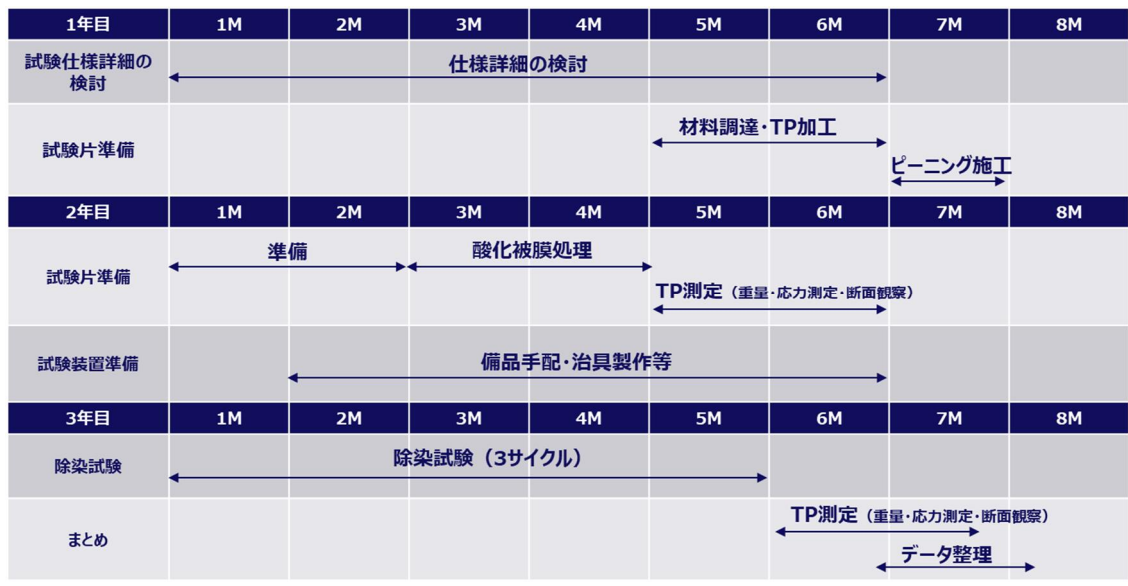 1年目 1M 2M 3M 4M 5M 6M 7M 8M
試験仕様詳細の
検討
仕様詳細の検討
試験片準備
材料調達・TP加工
ピーニング施工
2年目 1M 2M 3M 4M 5M 6M 7M 8M
試験片準備
準備
酸化被膜処理
TP測定（重量・応力測定・断面観察）
試験装置準備
備品手配・治具製作等
3年目 1M 2M 3M 4M 5M 6M 7M 8M
除染試験
除染試験（3サイクル）
まとめ
TP測定（重量・応力測定・断面観察）
データ整理